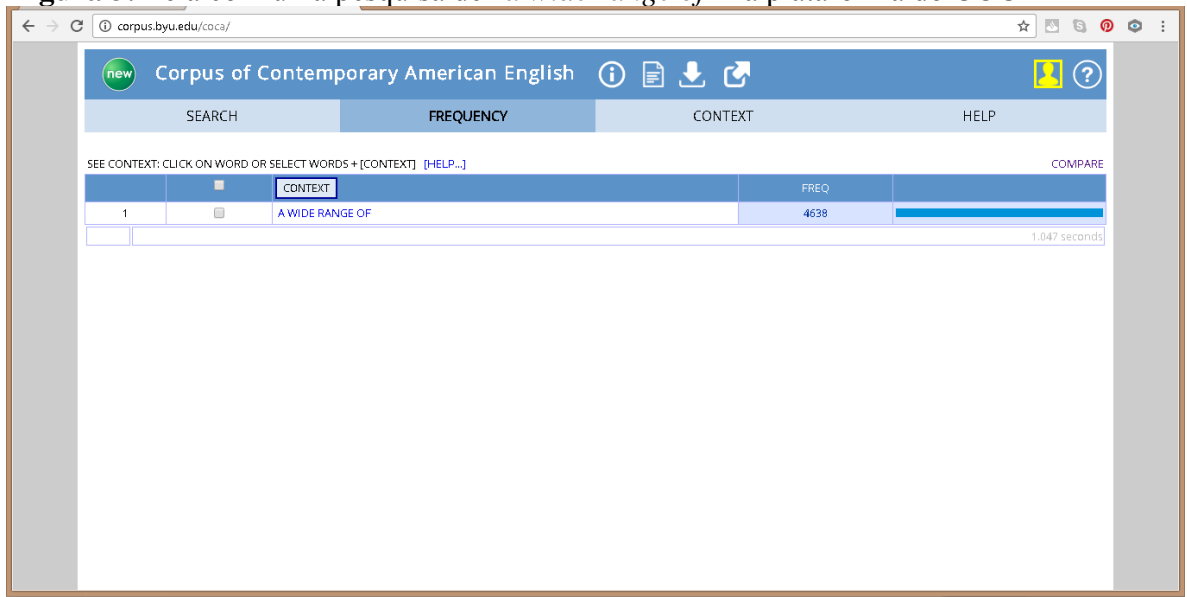 corpus.byu.edu/coca/
new Corpus of Contemporary American English
SEARCH FREQUENCY CONTEXT HELP
SEE CONTEXT: CLICK ON WORD OR SELECT WORDS + [CONTEXT] [HELP...] COMPARE
CONTEXT FREQ
1 A WIDE RANGE OF 4638
1.047 seconds